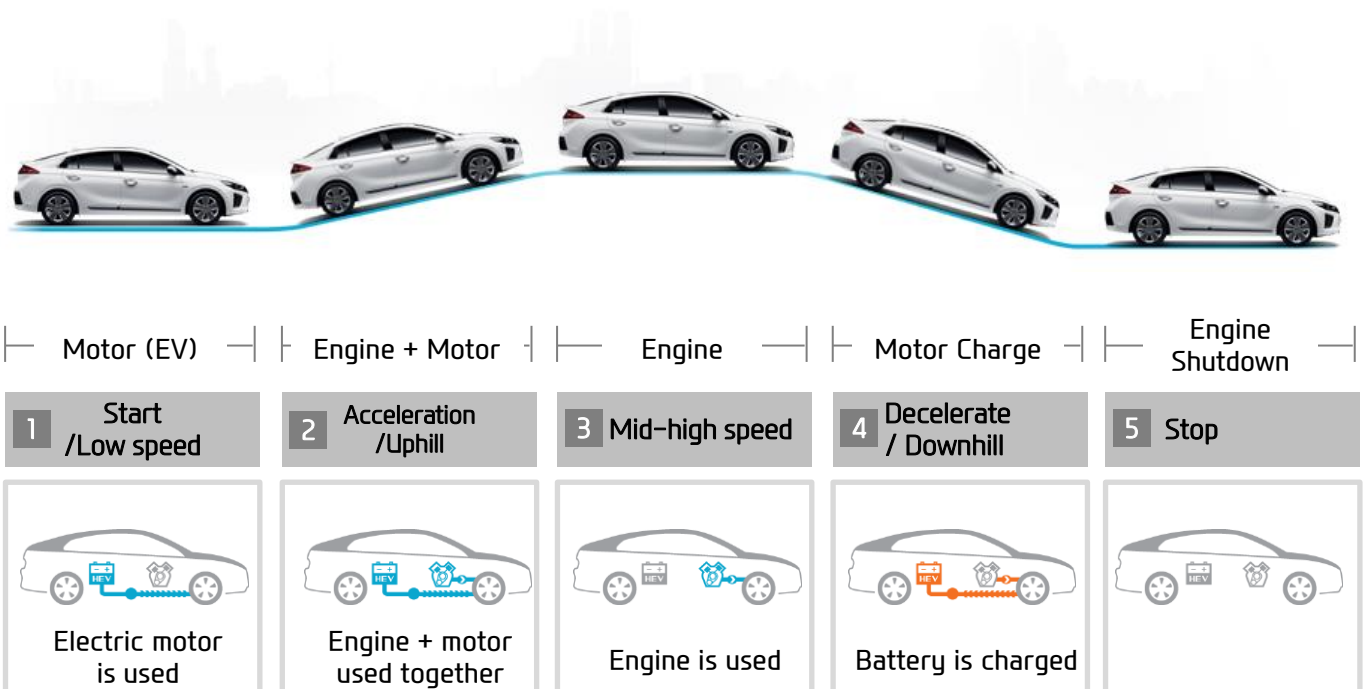 Motor (EV)
Engine + Motor
Engine
Motor Charge
Engine
Shutdown
1 Start
/Low speed
2 Acceleration
/Uphill
3 Mid-high speed
4 Decelerate
/ Downhill
5 Stop
- +
HEV
- +
HEV
- +
HEV
- +
HEV
- +
HEV
Electric motor
is used
Engine + motor
used together
Engine is used
Battery is charged